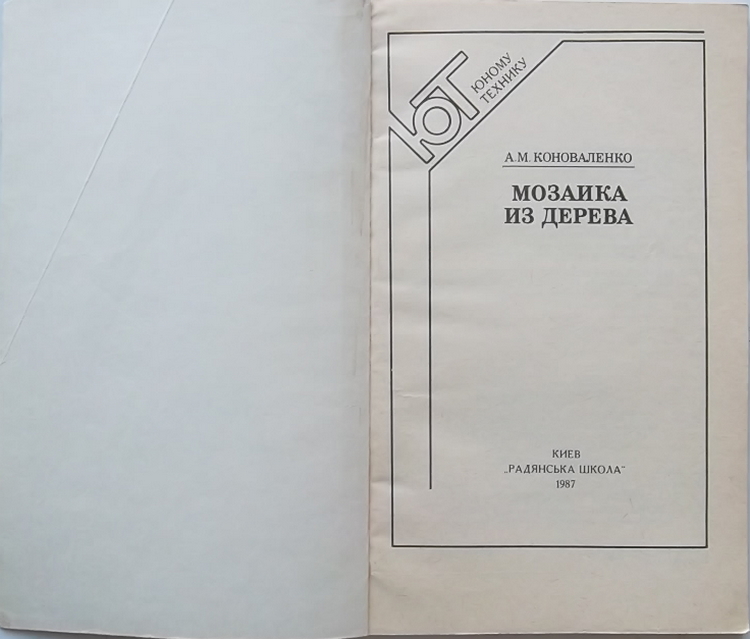 ЮТ
ЮНОМУ
ТЕХНИКУ
А.М. КОНОВАЛЕНКО
МОЗАИКА
ИЗ ДЕРЕВА
КИЕВ
„РАДЯНСЬКА ШКОЛА"
1987